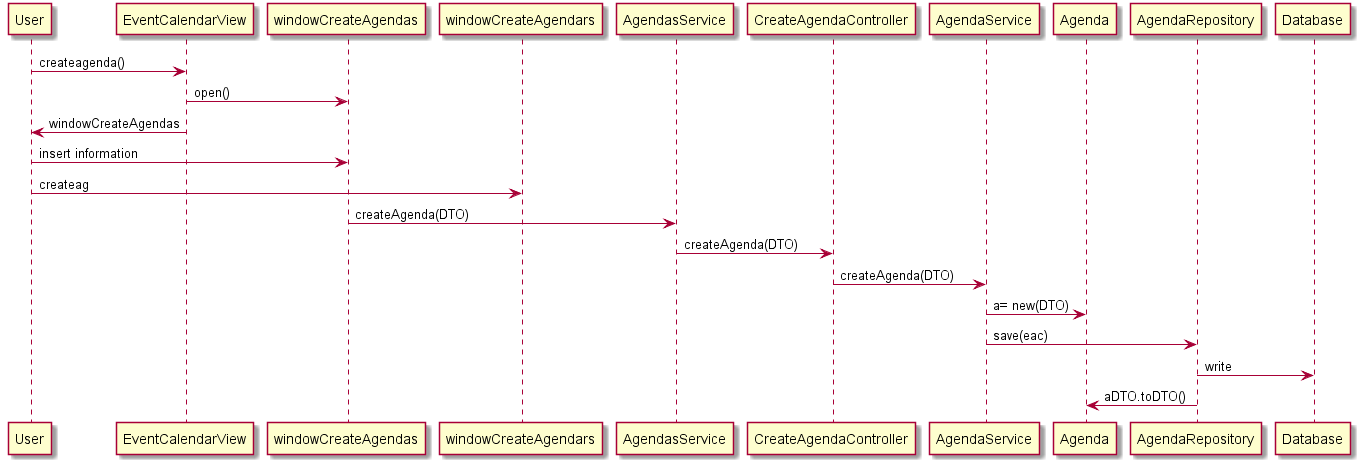 User EventCalendarView windowCreateAgendas windowCreateAgendars AgendasService CreateAgendaController AgendaService Agenda AgendaRepository Database
createagenda()
open()
windowCreateAgendas
insert information
createag
createAgenda(DTO)
createAgenda(DTO)
createAgenda(DTO)
a= new(DTO)
save(eac)
write
aDTO.toDTO()
User EventCalendarView windowCreateAgendas windowCreateAgendars AgendasService CreateAgendaController AgendaService Agenda AgendaRepository Database